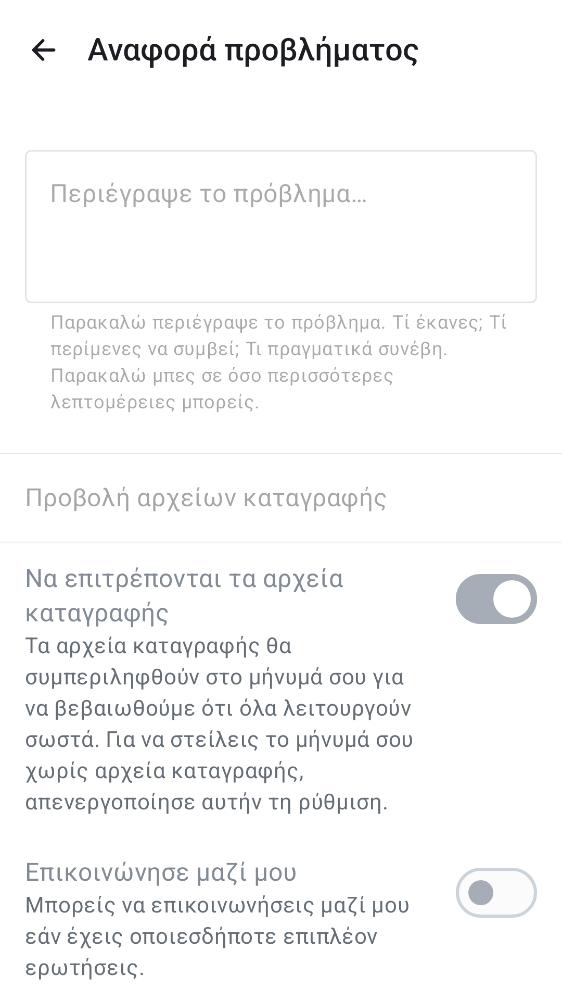 Αναφορά προβλήματος
Περιέγραψε το πρόβλημα...
Παρακαλώ περιέγραψε το πρόβλημα. Τί έκανες; Τί
περίμενες να συμβεί; Τι πραγματικά συνέβη.
Παρακαλώ μπες σε όσο περισσότερες
λεπτομέρειες μπορείς.
Προβολή αρχείων καταγραφής
Να επιτρέπονται τα αρχεία
καταγραφής
Τα αρχεία καταγραφής θα
συμπεριληφθούν στο μήνυμά σου για
να βεβαιωθούμε ότι όλα λειτουργούν
σωστά. Για να στείλεις το μήνυμά σου
χωρίς αρχεία καταγραφής,
απενεργοποίησε αυτήν τη ρύθμιση.
Επικοινώνησε μαζί μου
Μπορείς να επικοινωνήσεις μαζί μου
εάν έχεις οποιεσδήποτε επιπλέον
ερωτήσεις.